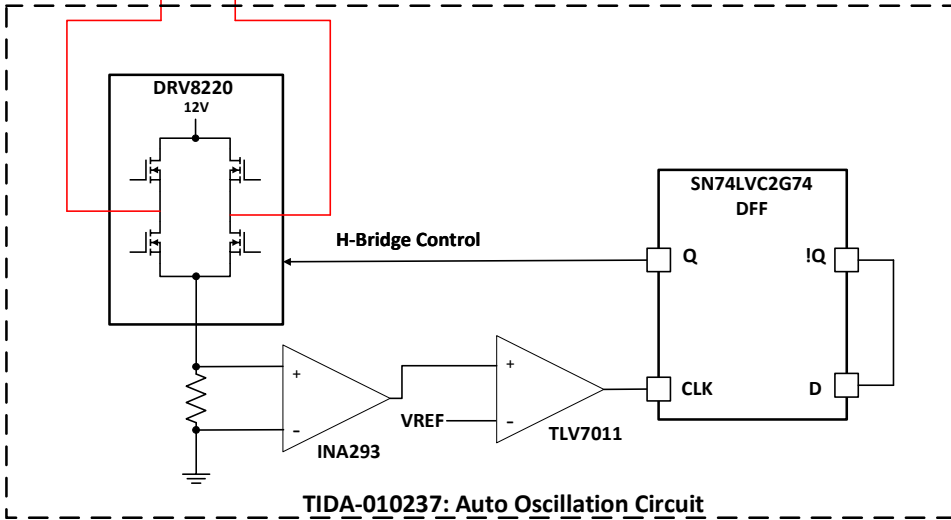 DRV8220
12V
SN74LVC2G74
DFF
H-Bridge Control
Q
!Q
+
-
INA293
+
VREF
-
TLV7011
CLK
D
TIDA-010237: Auto Oscillation Circuit